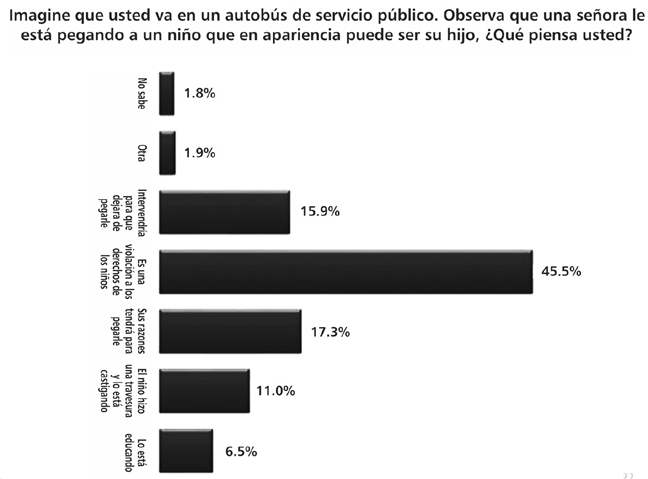 Imagine que usted va en un autobús de servicio público. Observa que una señora le
está pegando a un niño que en apariencia puede ser su hijo, ¿Qué piensa usted?
No sabe
1.8%
Otra
1.9%
Intervendria
para que
dejara de
pegarle
15.9%
Es una
violación a los
derechos de
los niños
45.5%
Sus razones
tendrá para
pegarle
17.3%
El niño hizo
una travesura
y lo está
castigando
11.0%
Lo está
educando
6.5%